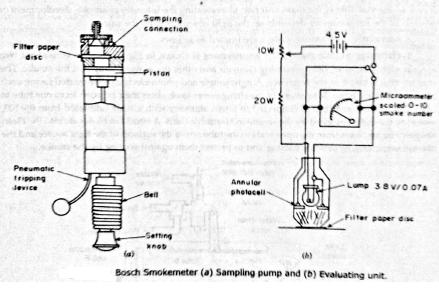 Sampling
connection
Filter paper
disc
Pistan
Pneumatic
tripping
device
Bell
Setting
knob
(a)
4.5V
10W
20W
Microammeter
scaled 0-10
smoke number
Annular
photocell
Lamp 3.8V/0.07A
Filter paper disc
(b)
Bosch Smokemeter (a) Sampling pump and (b) Evaluating unit.